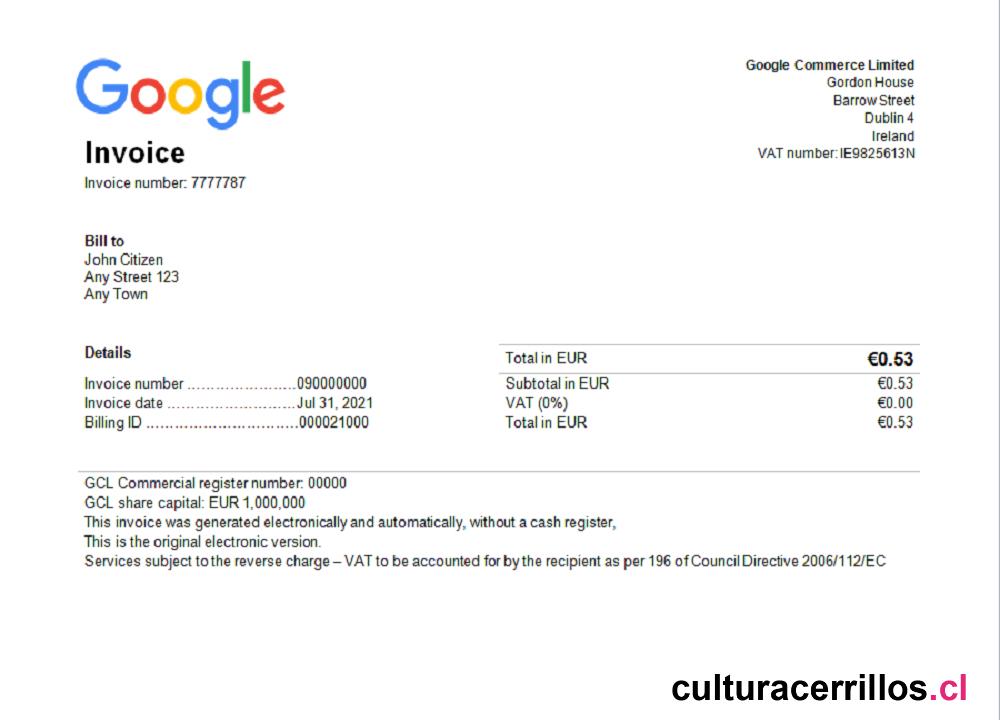 Google
Google Commerce Limited
Gordon House
Barrow Street
Dublin 4
Ireland
VAT number: IE9825613N
Invoice
Invoice number: 7777787
Bill to
John Citizen
Any Street 123
Any Town
Details
Invoice number ......................090000000
Invoice date ..........................Jul 31, 2021
Billing ID ...............................000021000
Total in EUR €0.53
Subtotal in EUR €0.53
VAT (0%) €0.00
Total in EUR €0.53
GCL Commercial register number: 00000
GCL share capital: EUR 1,000,000
This invoice was generated electronically and automatically, without a cash register,
This is the original electronic version.
Services subject to the reverse charge – VAT to be accounted for by the recipient as per 196 of Council Directive 2006/112/EC
culturacerrillos.cl